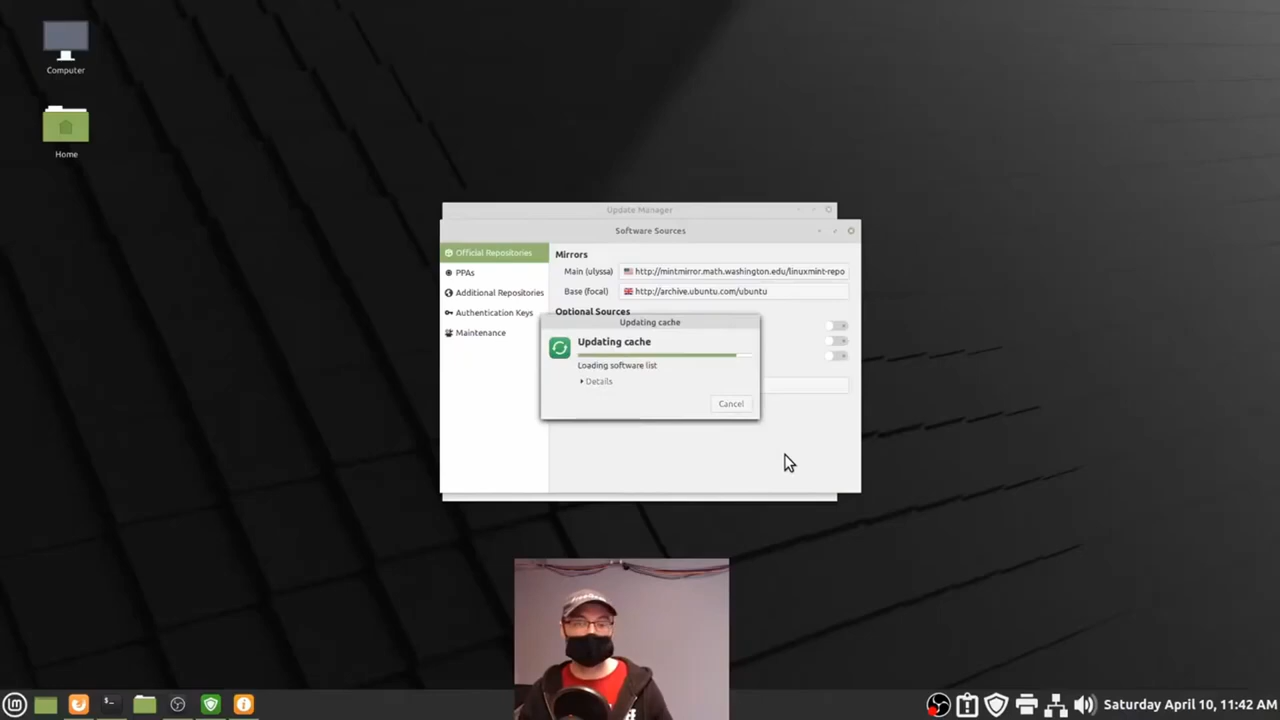 Computer
Home
Update Manager
Software Sources
Official Repositories
PPAs
Additional Repositories
Authentication Keys
Maintenance
Mirrors
Main (ulyssa)
http://mintmirror.math.washington.edu/linuxmint-repo
Base (focal)
http://archive.ubuntu.com/ubuntu
Optional Sources
Updating cache
Updating cache
Loading software list
Details
Cancel
Saturday April 10, 11:42 AM